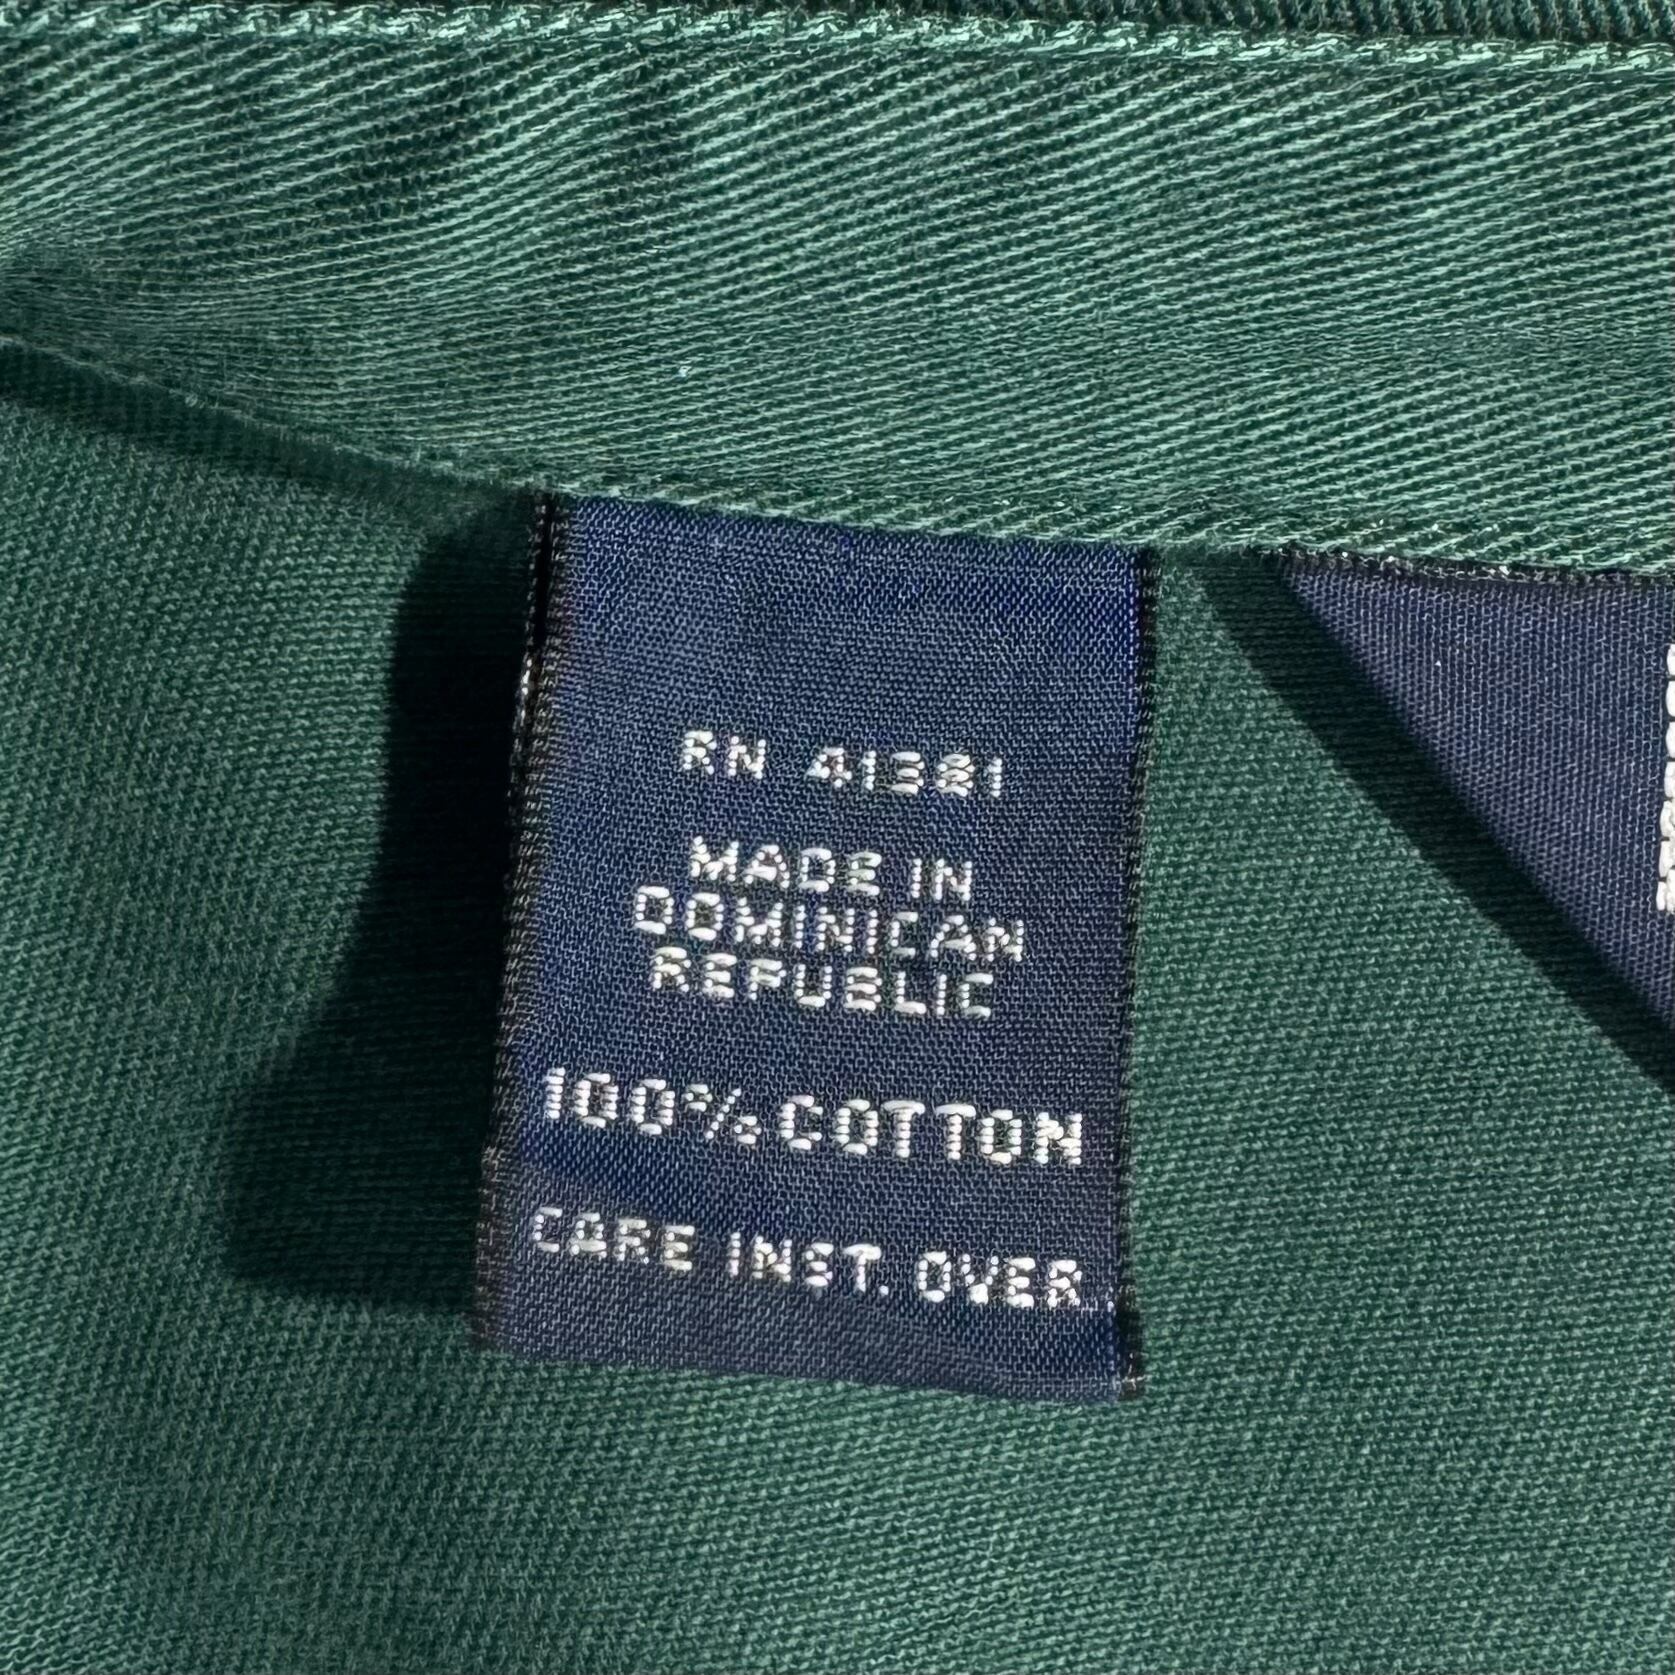 RN 41381
MADE IN
DOMINICAN
REPUBLIC
100% COTTON
CARE INST. OVER